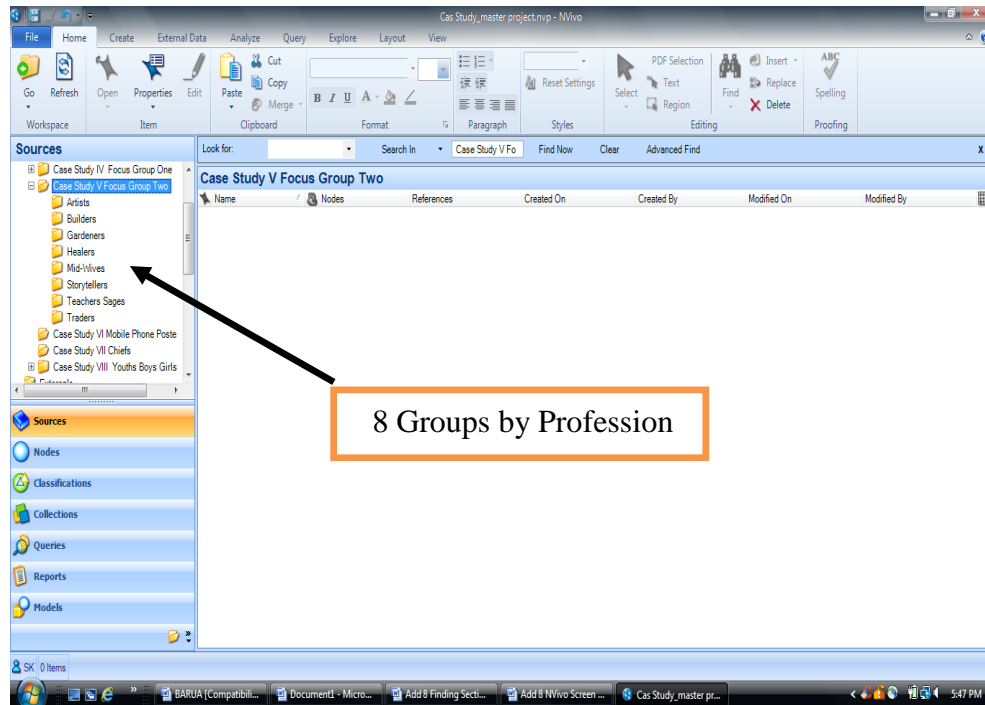 Cas Study_master project.nvp - NVivo
File Home Create External Data Analyze Query Explore Layout View
Go Refresh Open Properties Edit Paste Cut Copy Merge
B I U A
Reset Settings
Select PDF Selection Text Region Find Insert Replace Delete
ABC Spelling
Workspace Item Clipboard Format Paragraph Styles Editing Proofing
Sources
Look for: Search In Case Study V Fo Find Now Clear Advanced Find X
Case Study IV Focus Group One
Case Study V Focus Group Two
Artists
Builders
Gardeners
Healers
Mid-Wives
Storytellers
Teachers Sages
Traders
Case Study VI Mobile Phone Poste
Case Study VII Chiefs
Case Study VIII Youths Boys Girls
Case Study V Focus Group Two
Name Nodes References Created On Created By Modified On Modified By
8 Groups by Profession
Sources
Nodes
Classifications
Collections
Queries
Reports
Models
SK 0 Items
BARUA [Compatibili... Document1 - Micro... Add 8 Finding Secti... Add 8 NVivo Screen ... Cas Study_master pr... 5:47 PM